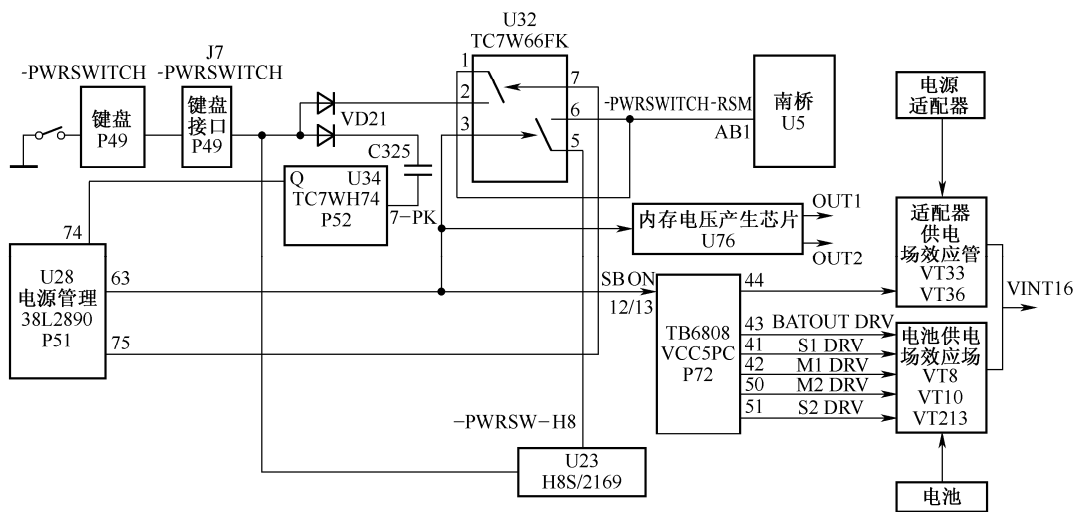 U32
TC7W66FK
J7
-PWRSWITCH
-PWRSWITCH
1
7
2
6
3
5
键盘
P49
键盘
接口
P49
VD21
C325
-PWRSWITCH-RSM
AB1
南桥
U5
电源
适配器
Q
U34
TC7WH74
P52
7-PK
74
内存电压产生芯片
U76
OUT1
OUT2
适配器
供电
场效应管
VT33
VT36
U28
电源管理
38L2890
P51
63
75
SB ON
12/13
44
VINT16
TB6808
VCC5PC
P72
43
BATOUT DRV
41
S1 DRV
42
M1 DRV
50
M2 DRV
51
S2 DRV
电池供电
场效应场
VT8
VT10
VT213
-PWRSW-H8
U23
H8S/2169
电池